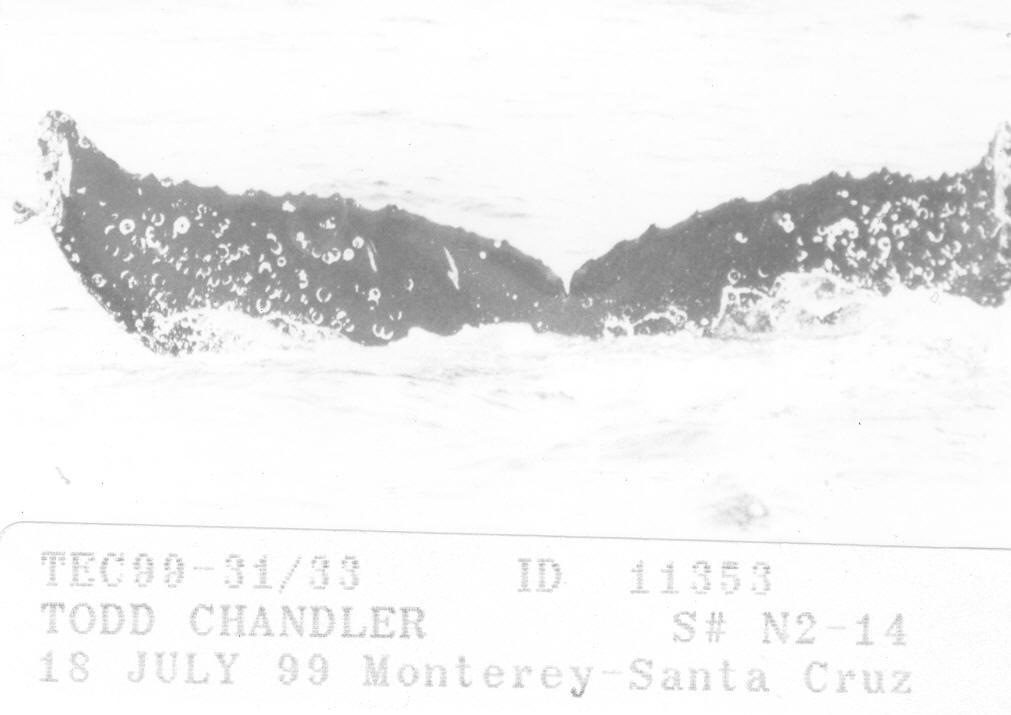 TEC99-31/33 ID 11353
TODD CHANDLER S# N2-14
18 JULY 99 Monterey-Santa Cruz